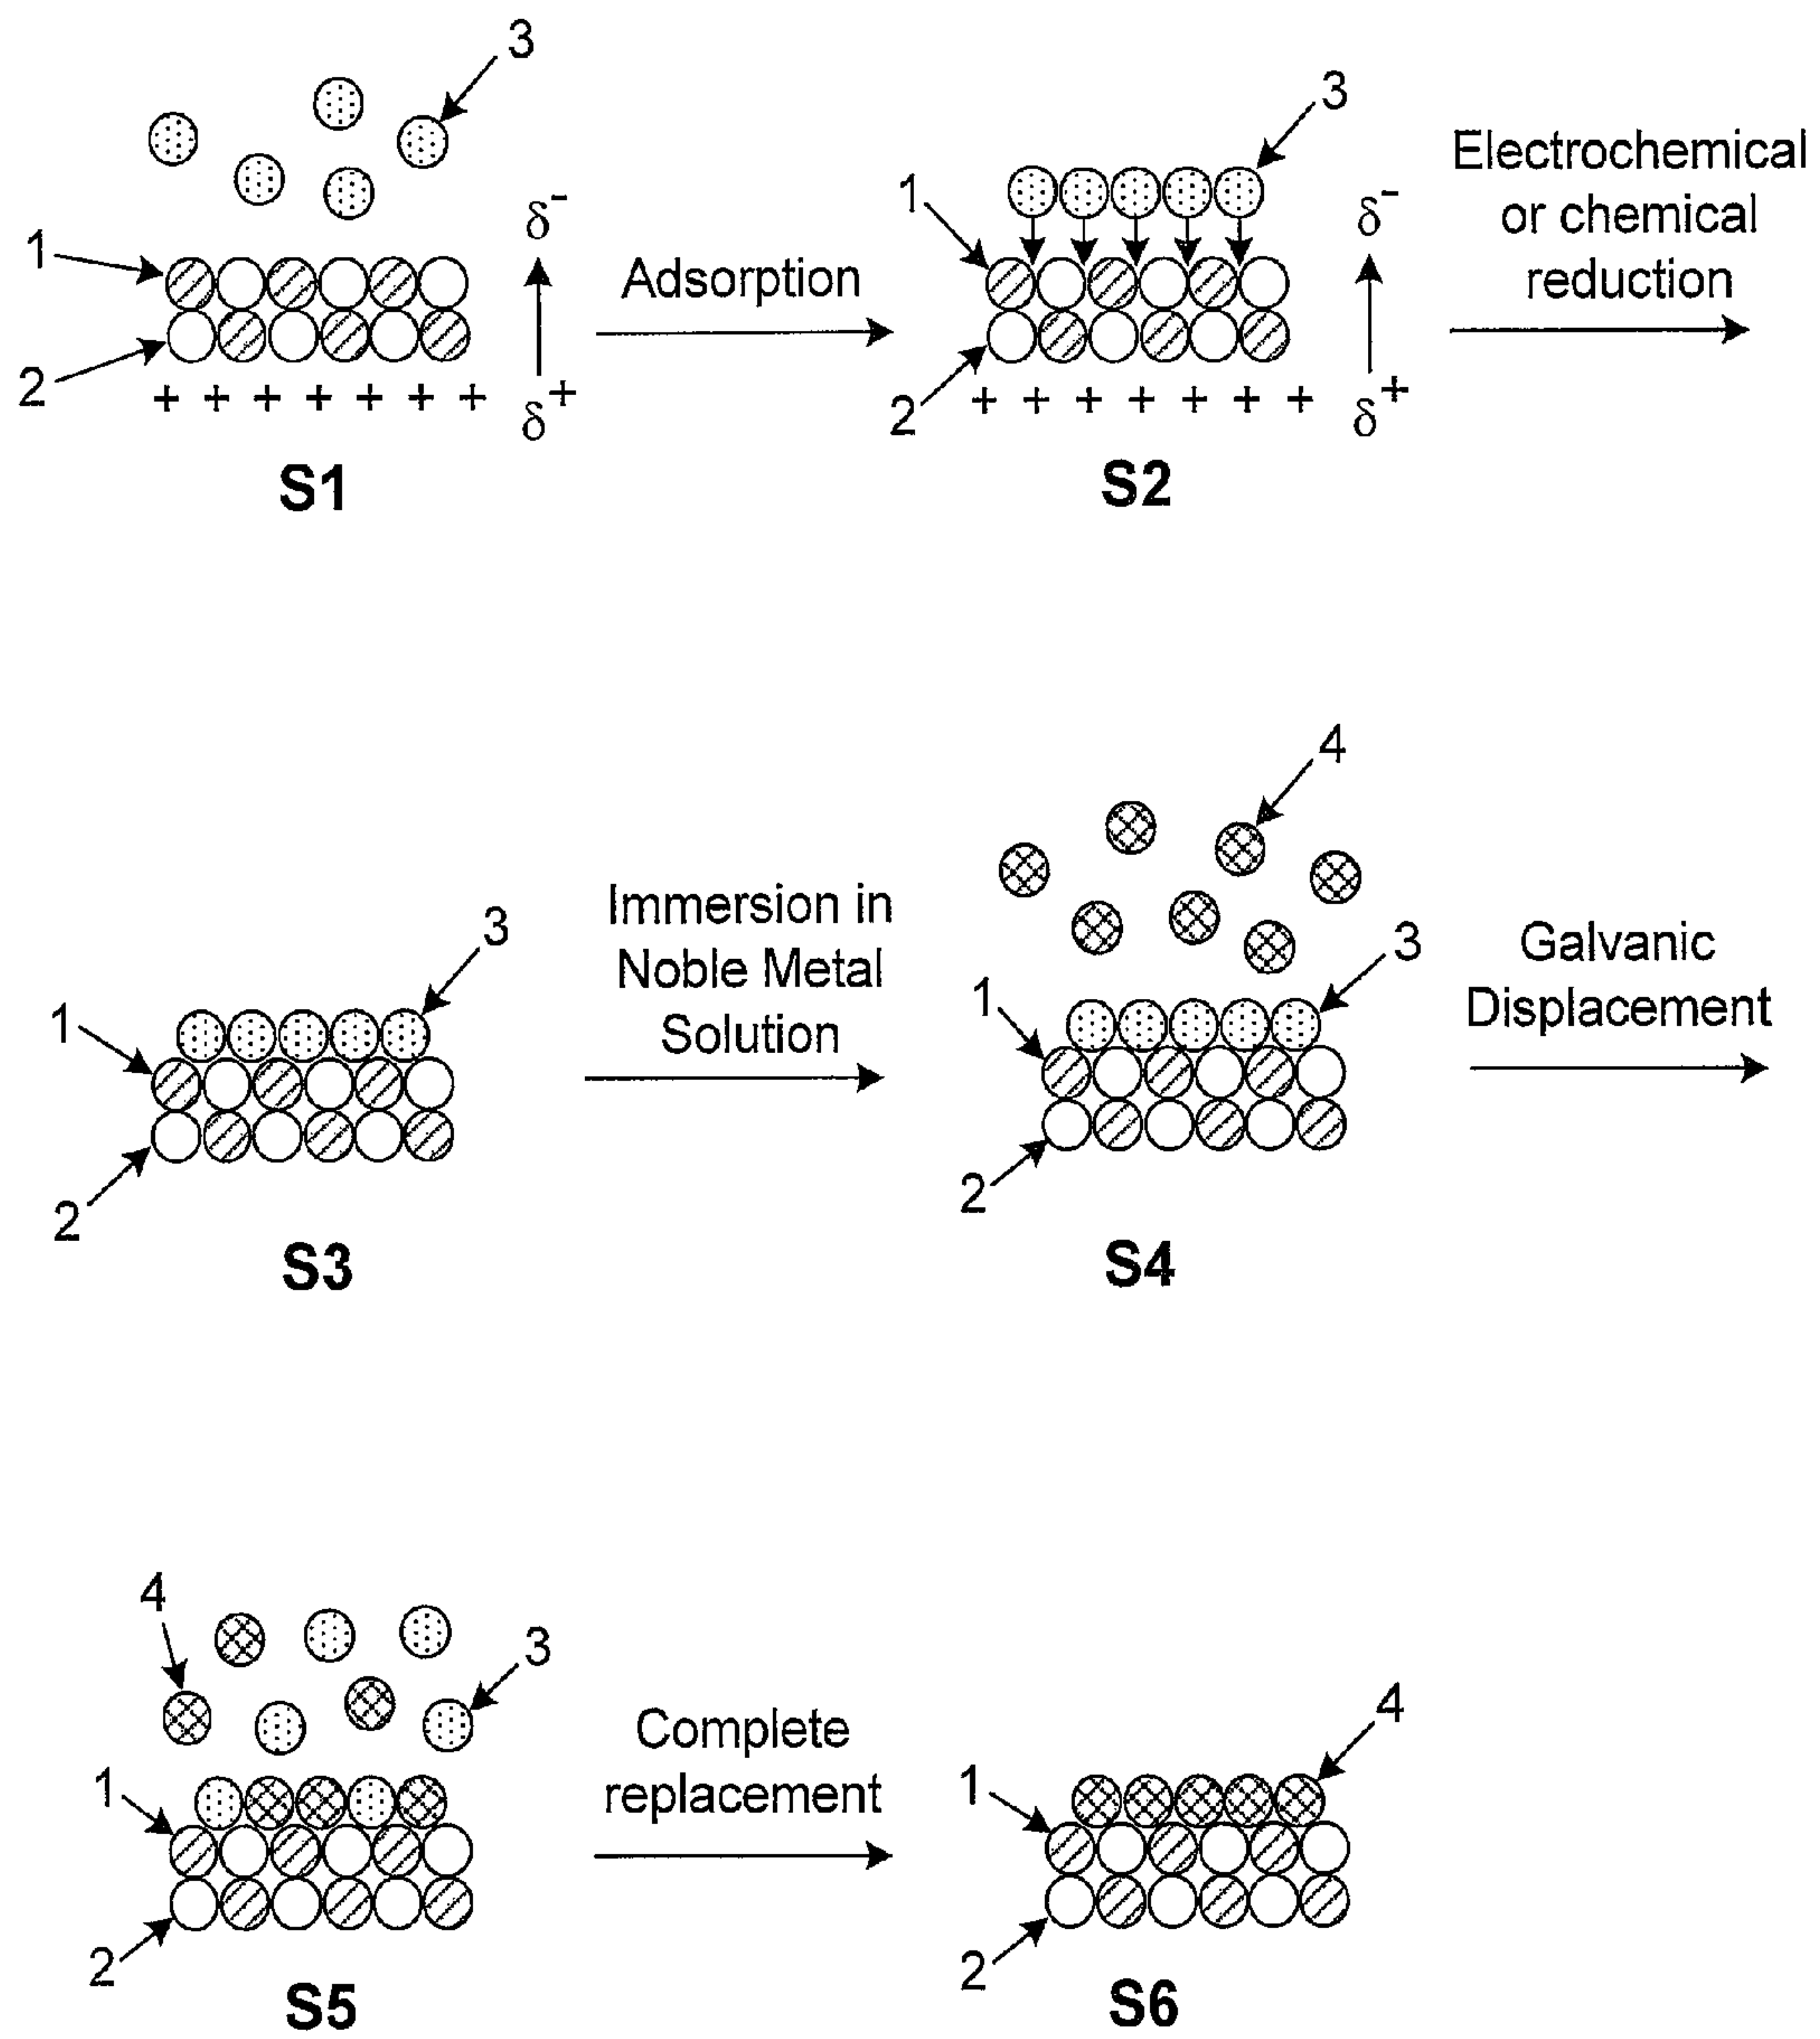 3
3
1
1
δ-
δ-
Adsorption
Electrochemical
or chemical
reduction
2
2
+ + + + + + +
δ+
+ + + + + + +
δ+
S1
S2
4
3
3
1
1
Immersion in
Noble Metal
Solution
Galvanic
Displacement
2
2
S3
S4
4
3
4
1
1
Complete
replacement
2
2
S5
S6